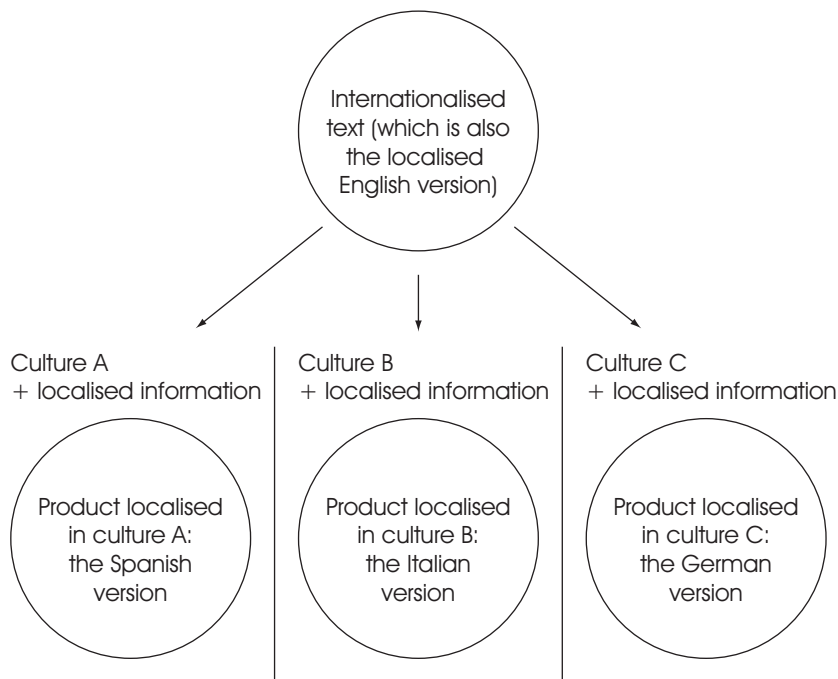 Internationalised
text (which is also
the localised
English version)
Culture A
+ localised information
Culture B
+ localised information
Culture C
+ localised information
Product localised
in culture A:
the Spanish
version
Product localised
in culture B:
the Italian
version
Product localised
in culture C:
the German
version